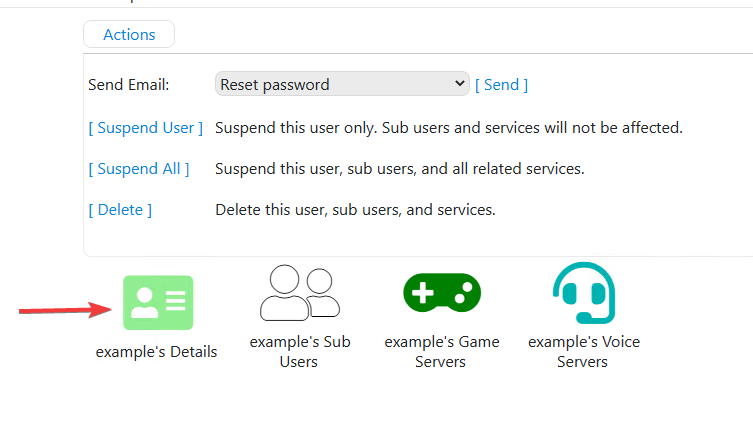 Actions
Send Email: Reset password [ Send ]
[ Suspend User ] Suspend this user only. Sub users and services will not be affected.
[ Suspend All ] Suspend this user, sub users, and all related services.
[ Delete ] Delete this user, sub users, and services.
example's Details
example's Sub
Users
example's Game
Servers
example's Voice
Servers